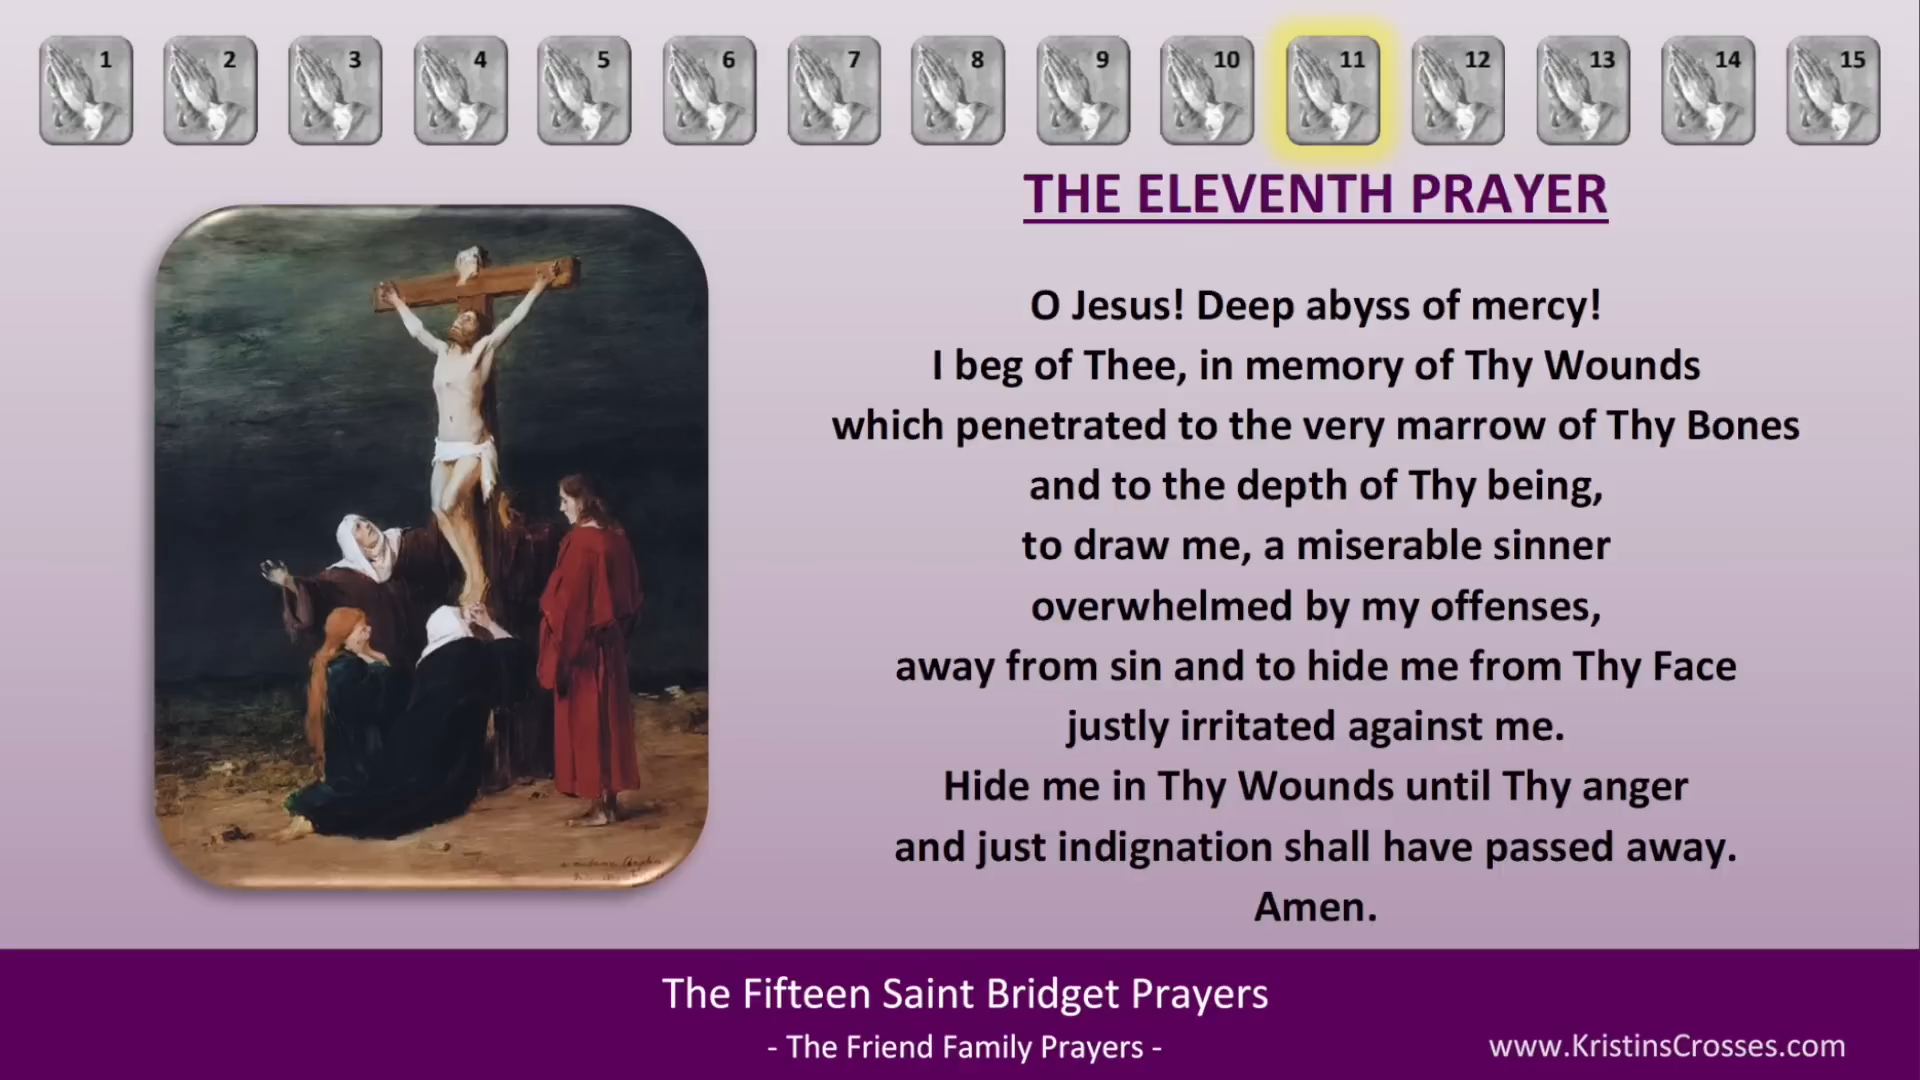 1 2 3 4 5 6 7 8 9 10 11 12 13 14 15
THE ELEVENTH PRAYER
O Jesus! Deep abyss of mercy!
I beg of Thee, in memory of Thy Wounds
which penetrated to the very marrow of Thy Bones
and to the depth of Thy being,
to draw me, a miserable sinner
overwhelmed by my offenses,
away from sin and to hide me from Thy Face
justly irritated against me.
Hide me in Thy Wounds until Thy anger
and just indignation shall have passed away.
Amen.
The Fifteen Saint Bridget Prayers
- The Friend Family Prayers -
www.KristinsCrosses.com